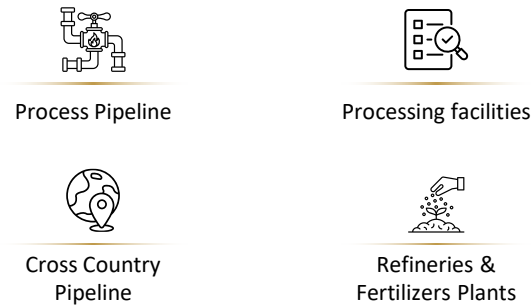 Process Pipeline
Processing facilities
Cross Country
Pipeline
Refineries &
Fertilizers Plants